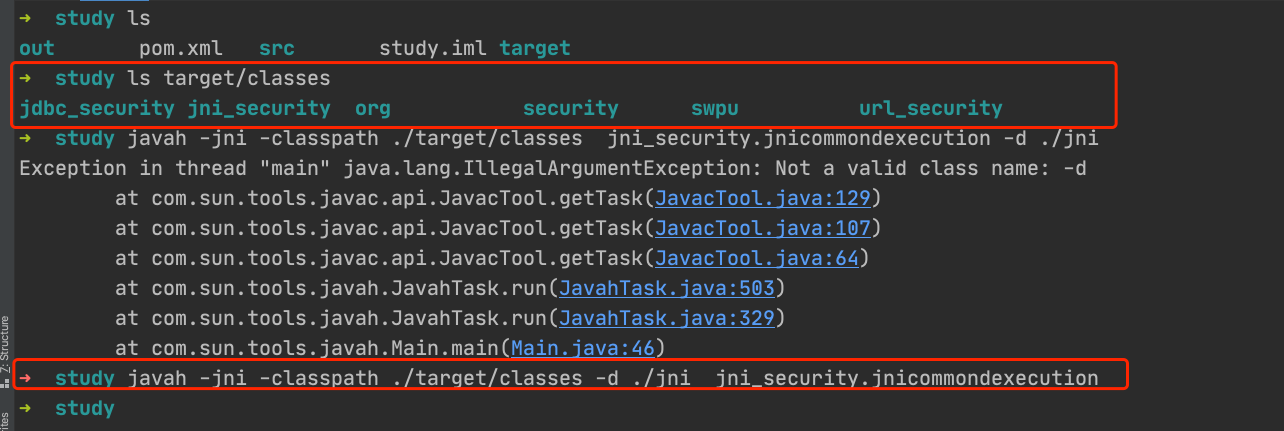 ➜  study ls
out       pom.xml   src       study.iml target
➜  study ls target/classes
jdbc_security jni_security  org           security      swpu          url_security
➜  study javah -jni -classpath ./target/classes  jni_security.jnicommondexecution -d ./jni
Exception in thread "main" java.lang.IllegalArgumentException: Not a valid class name: -d
        at com.sun.tools.javac.api.JavacTool.getTask(JavacTool.java:129)
        at com.sun.tools.javac.api.JavacTool.getTask(JavacTool.java:107)
        at com.sun.tools.javac.api.JavacTool.getTask(JavacTool.java:64)
        at com.sun.tools.javah.JavahTask.run(JavahTask.java:503)
        at com.sun.tools.javah.JavahTask.run(JavahTask.java:329)
        at com.sun.tools.javah.Main.main(Main.java:46)
➜  study javah -jni -classpath ./target/classes -d ./jni  jni_security.jnicommondexecution
➜  study
Z: Structure